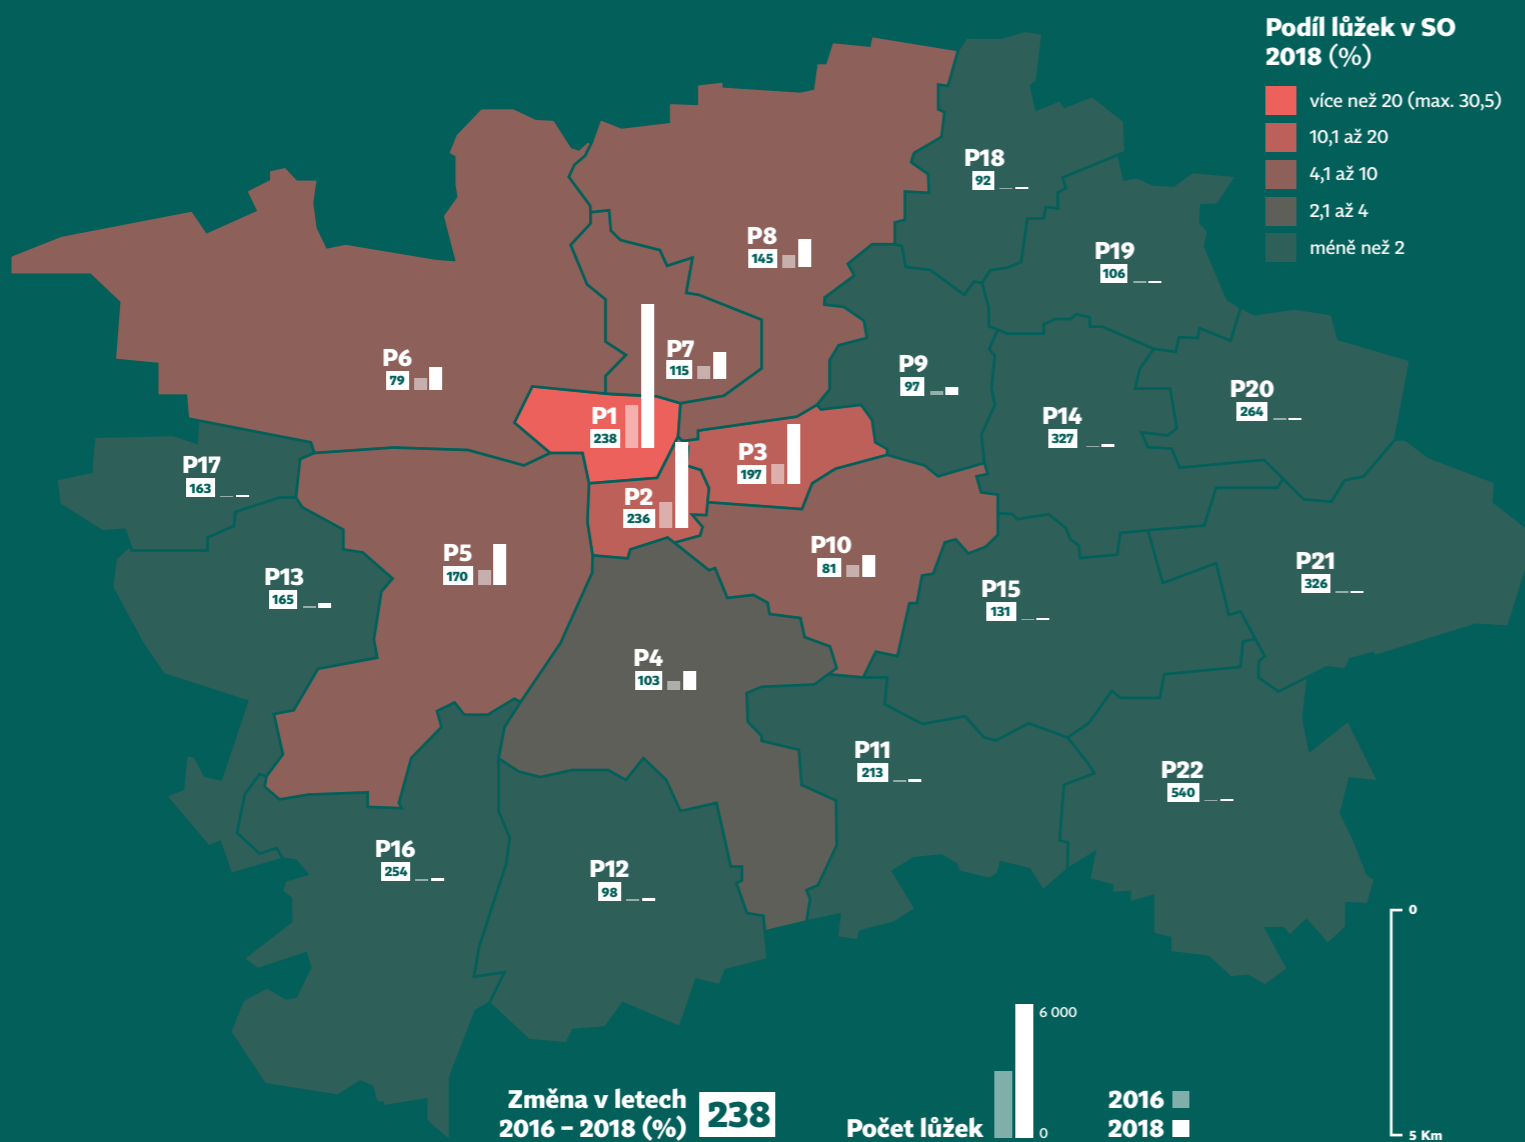 Podíl lůžek v SO
2018 (%)
více než 20 (max. 30,5)
10,1 až 20
4,1 až 10
2,1 až 4
méně než 2
P18
92
P8
145
P19
106
P6
79
P7
115
P9
97
P20
264
P1
238
P14
327
P3
197
P17
163
P2
236
P5
170
P10
81
P21
326
P13
165
P15
131
P4
103
P11
213
P22
540
P16
254
P12
98
Změna v letech
2016 – 2018 (%)
238
Počet lůžek
6 000
0
2016
2018
0
5 Km